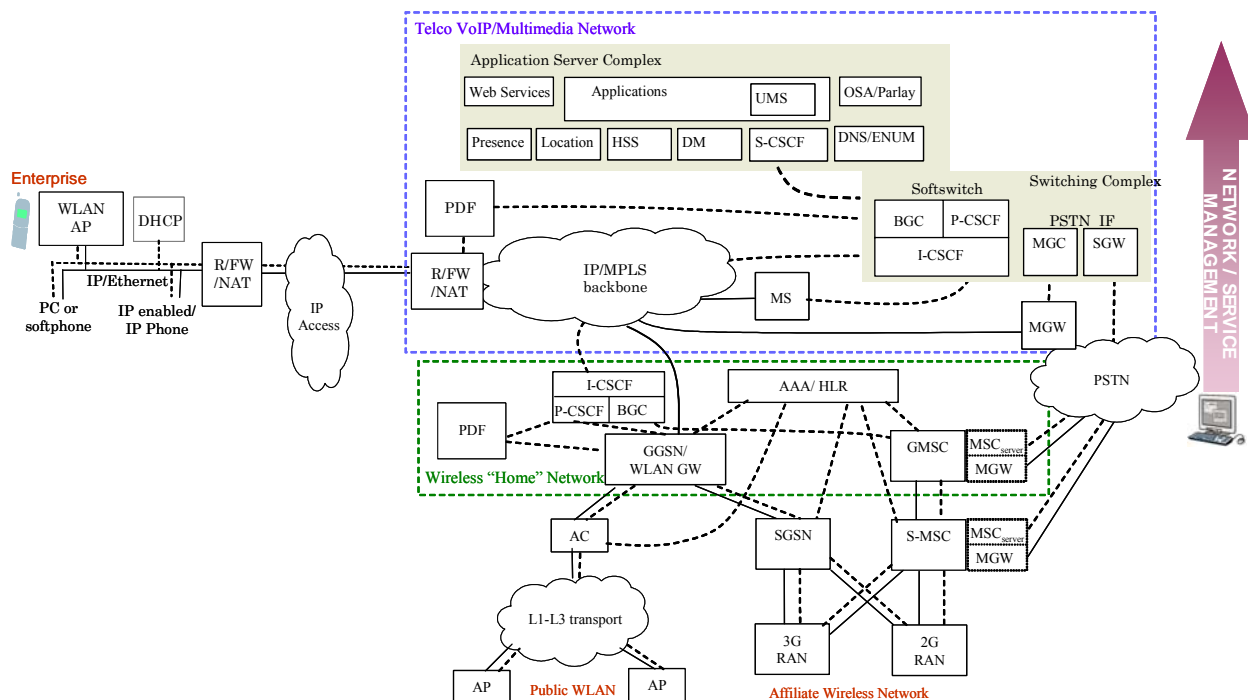 Telco VoIP/Multimedia Network
Application Server Complex
Web Services
Applications
UMS
OSA/Parlay
Presence
Location
HSS
DM
S-CSCF
DNS/ENUM
Enterprise
WLAN
AP
DHCP
R/FW
/NAT
IP/Ethernet
PC or
softphone
IP enabled/
IP Phone
IP
Access
PDF
R/FW
/NAT
IP/MPLS
backbone
MS
Softswitch
Switching Complex
BGC
P-CSCF
I-CSCF
PSTN IF
MGC
SGW
MGW
PSTN
NETWORK / SERVICE
MANAGEMENT
I-CSCF
P-CSCF
BGC
AAA/ HLR
PDF
GGSN/
WLAN GW
GMSC
MSCserver
MGW
Wireless “Home” Network
AC
SGSN
S-MSC
MSCserver
MGW
L1-L3 transport
3G
RAN
2G
RAN
AP
Public WLAN
AP
Affiliate Wireless Network